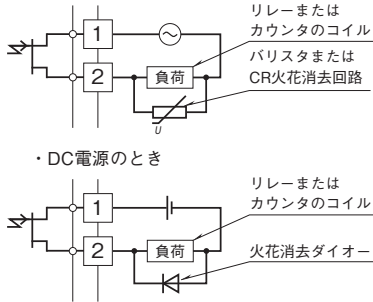 リレーまたは
カウンタのコイル
1
2
負荷
バリスタまたは
CR火花消去回路
U
・DC電源のとき
リレーまたは
カウンタのコイル
1
2
負荷
火花消去ダイオー